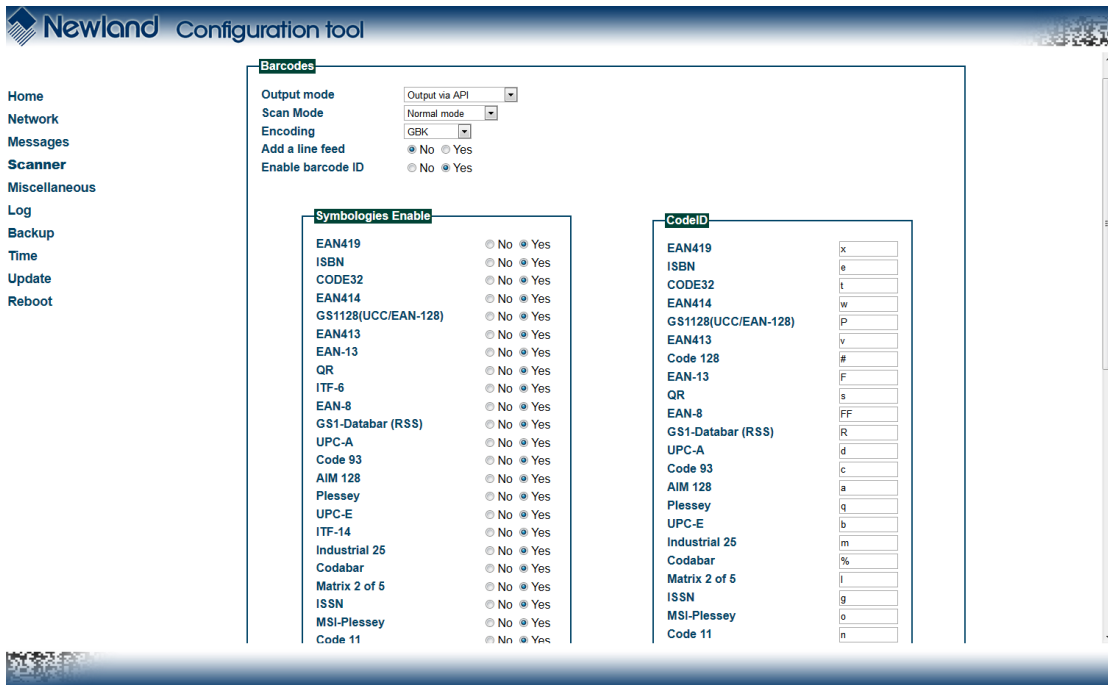 Newland Configuration tool
Home
Network
Messages
Scanner
Miscellaneous
Log
Backup
Time
Update
Reboot
Barcodes
Output mode Output via API
Scan Mode Normal mode
Encoding GBK
Add a line feed No Yes
Enable barcode ID No Yes
Symbologies Enable
EAN419 No Yes
ISBN No Yes
CODE32 No Yes
EAN414 No Yes
GS1128(UCC/EAN-128) No Yes
EAN413 No Yes
EAN-13 No Yes
QR No Yes
ITF-6 No Yes
EAN-8 No Yes
GS1-Databar (RSS) No Yes
UPC-A No Yes
Code 93 No Yes
AIM 128 No Yes
Plessey No Yes
UPC-E No Yes
ITF-14 No Yes
Industrial 25 No Yes
Codabar No Yes
Matrix 2 of 5 No Yes
ISSN No Yes
MSI-Plessey No Yes
Code 11 No Yes
CodeID
EAN419 x
ISBN e
CODE32 t
EAN414 w
GS1128(UCC/EAN-128) P
EAN413 v
Code 128 #
EAN-13 F
QR s
EAN-8 FF
GS1-Databar (RSS) R
UPC-A d
Code 93 c
AIM 128 a
Plessey q
UPC-E b
Industrial 25 m
Codabar %
Matrix 2 of 5 l
ISSN g
MSI-Plessey o
Code 11 n